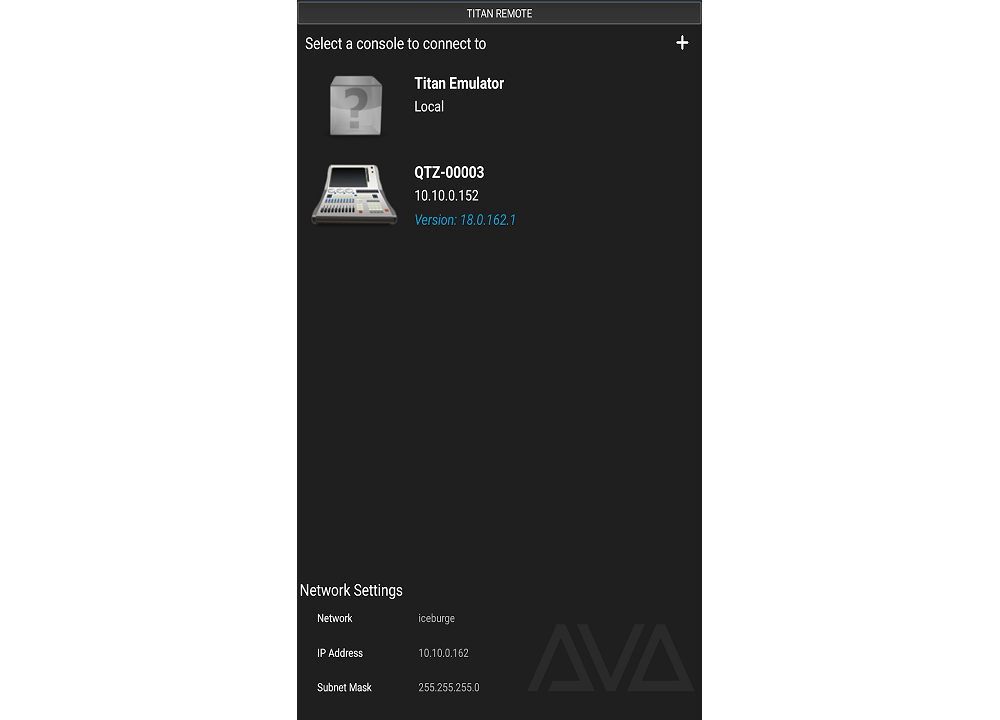 TITAN REMOTE
Select a console to connect to
+
?
Titan Emulator
Local
QTZ-00003
10.10.0.152
Version: 18.0.162.1
Network Settings
Network iceburge
IP Address 10.10.0.162
Subnet Mask 255.255.255.0
AVA